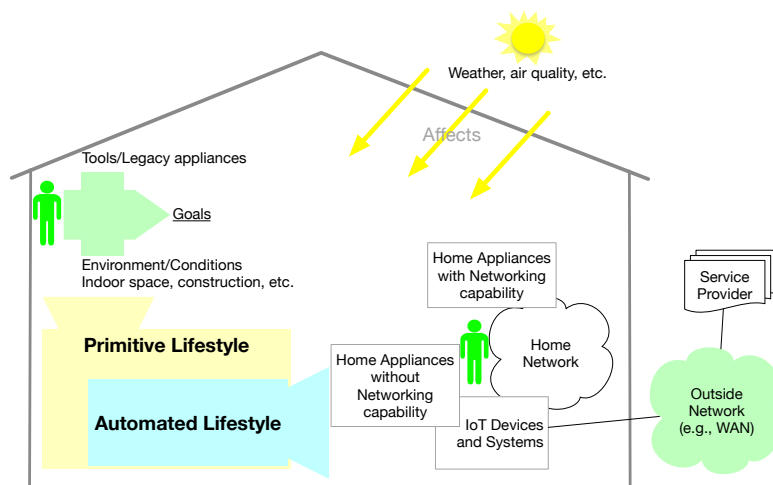 Weather, air quality, etc.
Affects
Tools/Legacy appliances
Goals
Environment/Conditions
Indoor space, construction, etc.
Primitive Lifestyle
Automated Lifestyle
Home Appliances
with Networking
capability
Home Appliances
without
Networking
capability
Home
Network
IoT Devices
and Systems
Service
Provider
Outside
Network
(e.g., WAN)